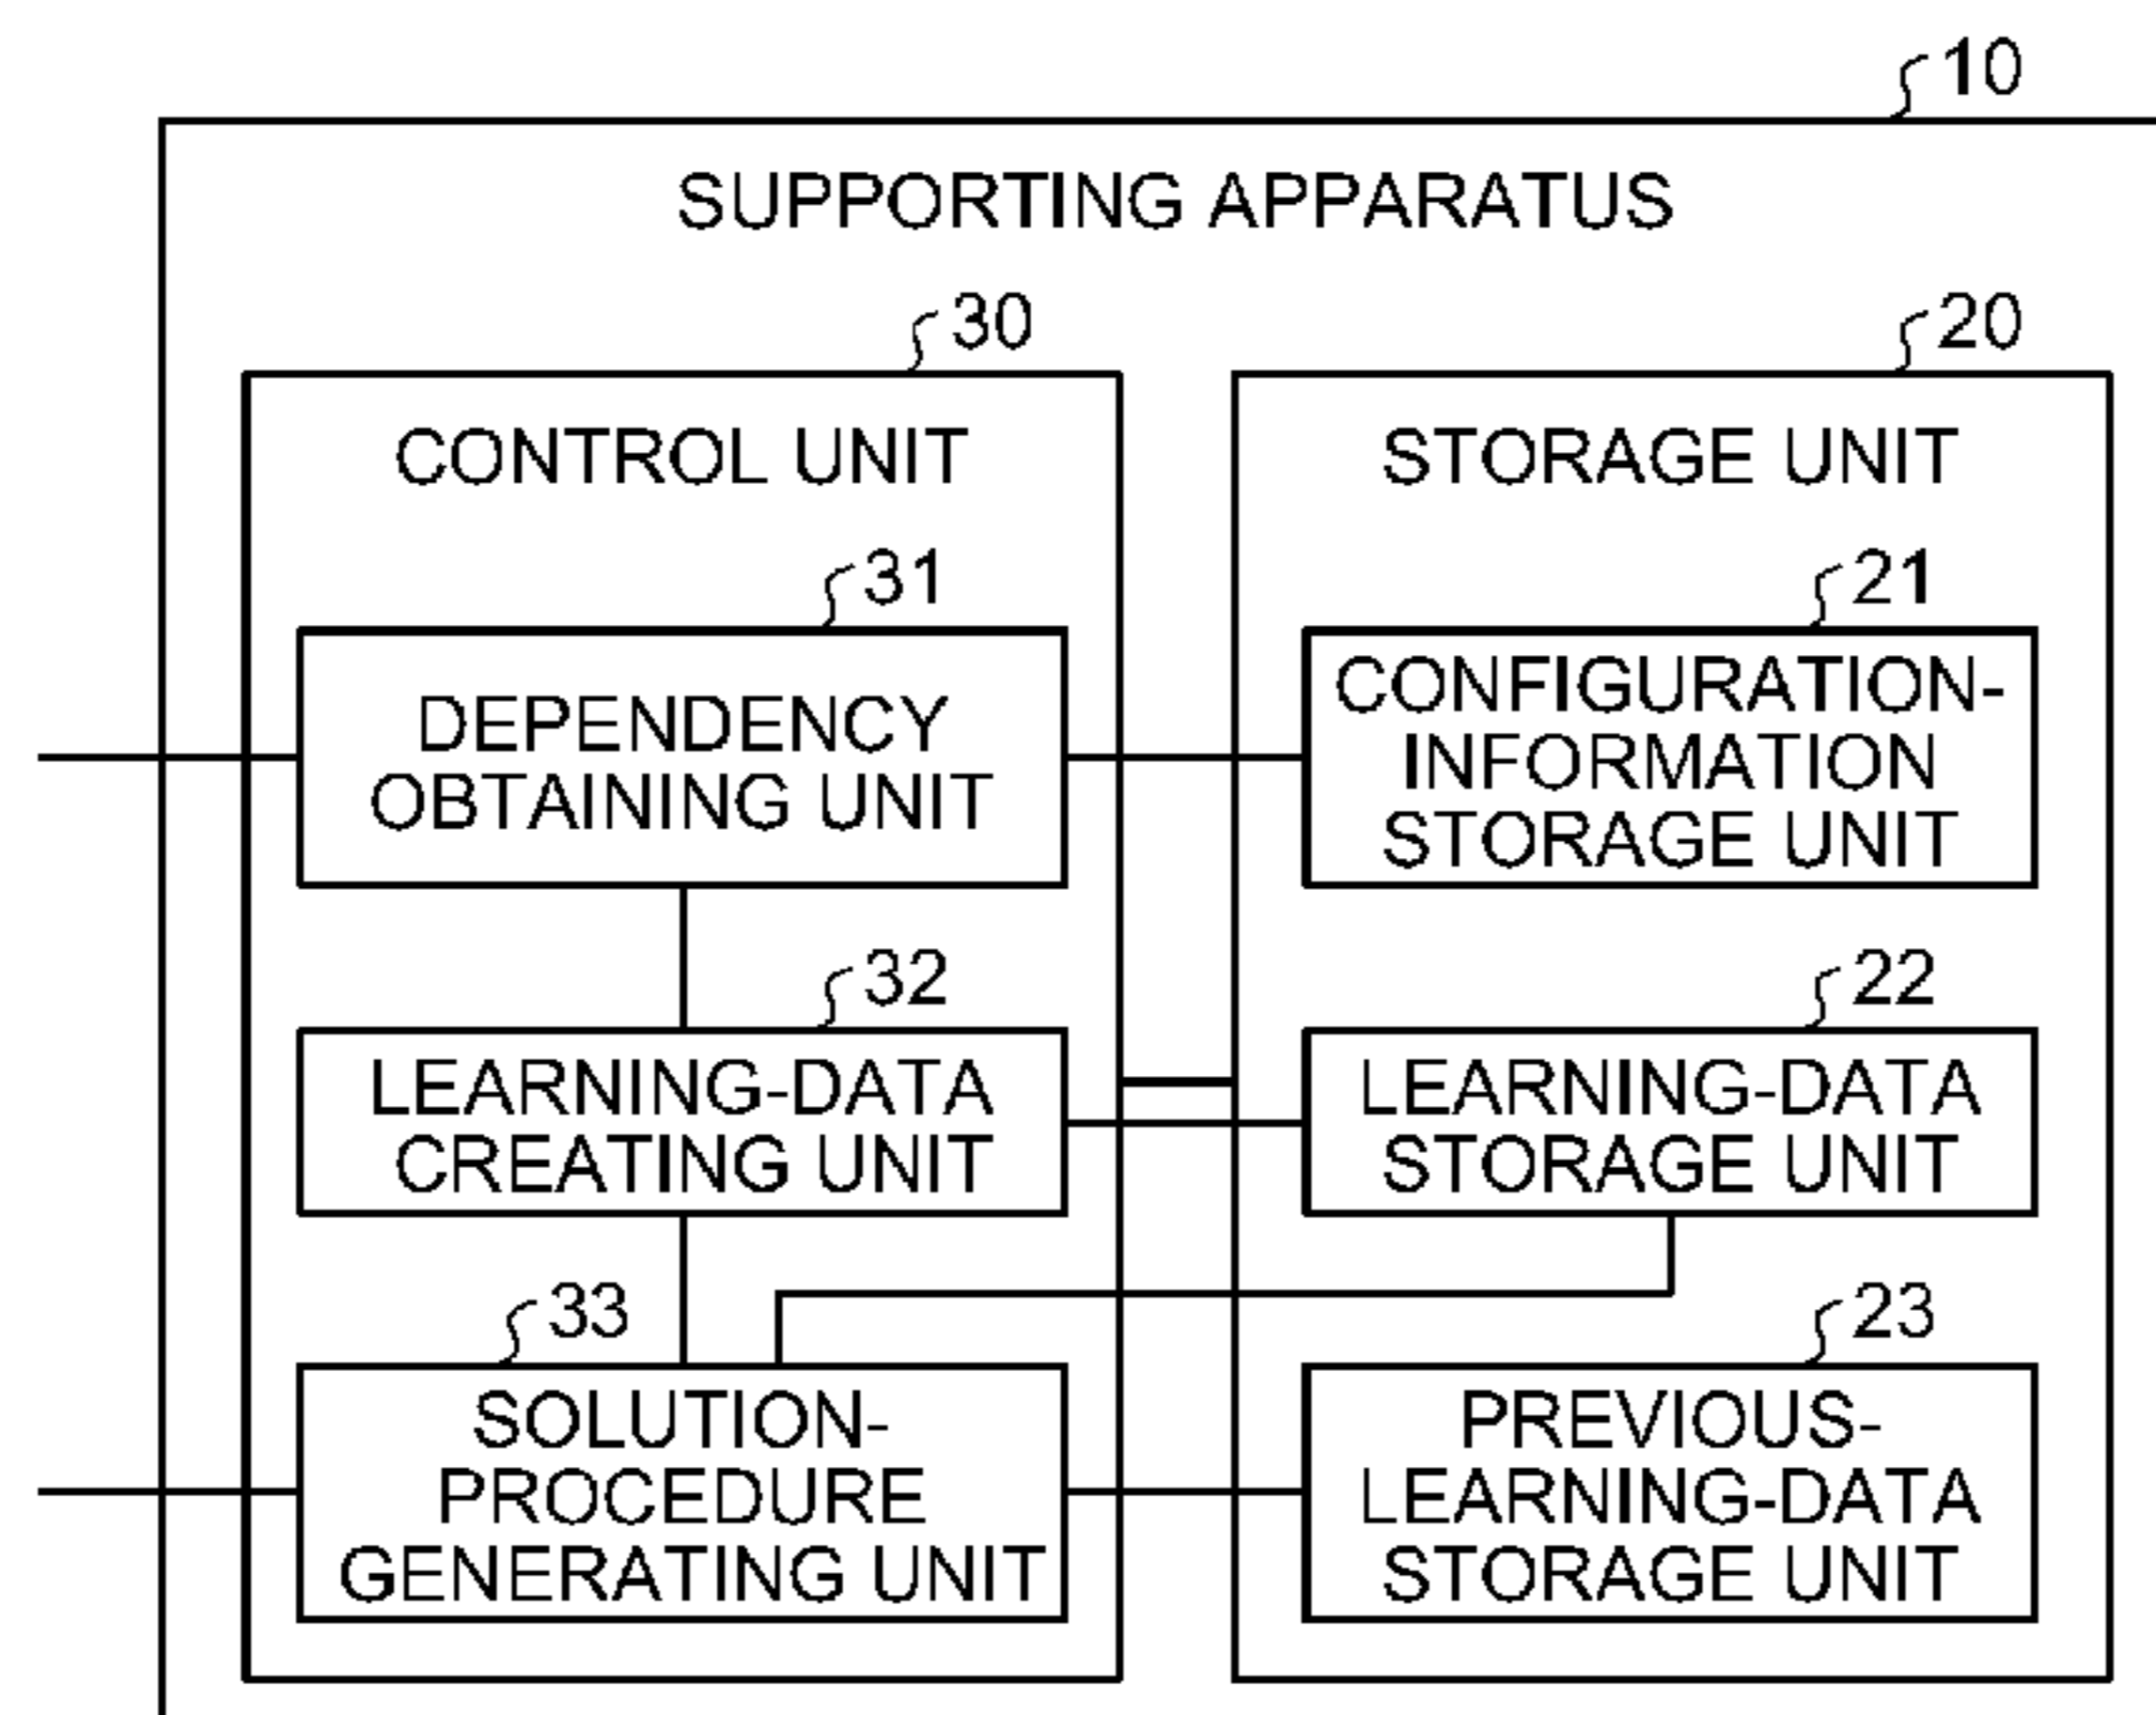 10
SUPPORTING APPARATUS
30
CONTROL UNIT
31
DEPENDENCY
OBTAINING UNIT
32
LEARNING-DATA
CREATING UNIT
33
SOLUTION-
PROCEDURE
GENERATING UNIT
20
STORAGE UNIT
21
CONFIGURATION-
INFORMATION
STORAGE UNIT
22
LEARNING-DATA
STORAGE UNIT
23
PREVIOUS-
LEARNING-DATA
STORAGE UNIT